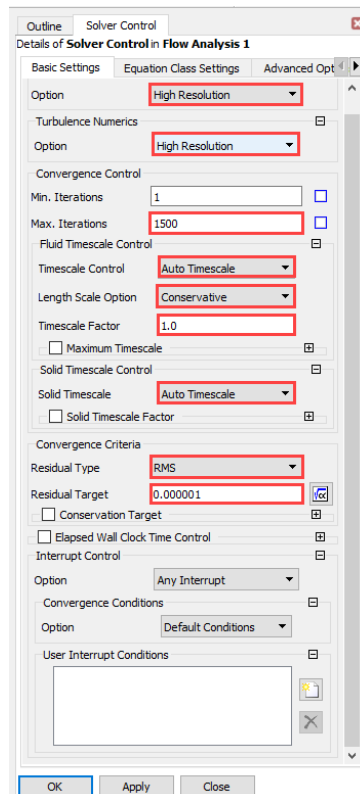 Outline Solver Control
Details of Solver Control in Flow Analysis 1
Basic Settings Equation Class Settings Advanced Opt
Option High Resolution
Turbulence Numerics
Option High Resolution
Convergence Control
Min. Iterations 1
Max. Iterations 1500
Fluid Timescale Control
Timescale Control Auto Timescale
Length Scale Option Conservative
Timescale Factor 1.0
Maximum Timescale
Solid Timescale Control
Solid Timescale Auto Timescale
Solid Timescale Factor
Convergence Criteria
Residual Type RMS
Residual Target 0.000001
Conservation Target
Elapsed Wall Clock Time Control
Interrupt Control
Option Any Interrupt
Convergence Conditions
Option Default Conditions
User Interrupt Conditions
OK Apply Close